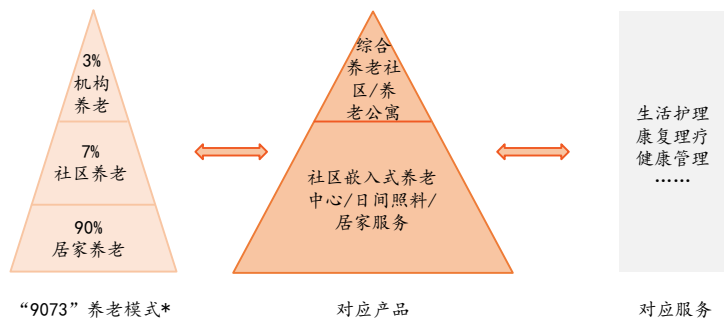 3%
机构
养老
7%
社区养老
90%
居家养老
“9073”养老模式*
综合
养老社
区/养
老公寓
社区嵌入式养老
中心/日间照料/
居家服务
对应产品
生活护理
康复理疗
健康管理
……
对应服务